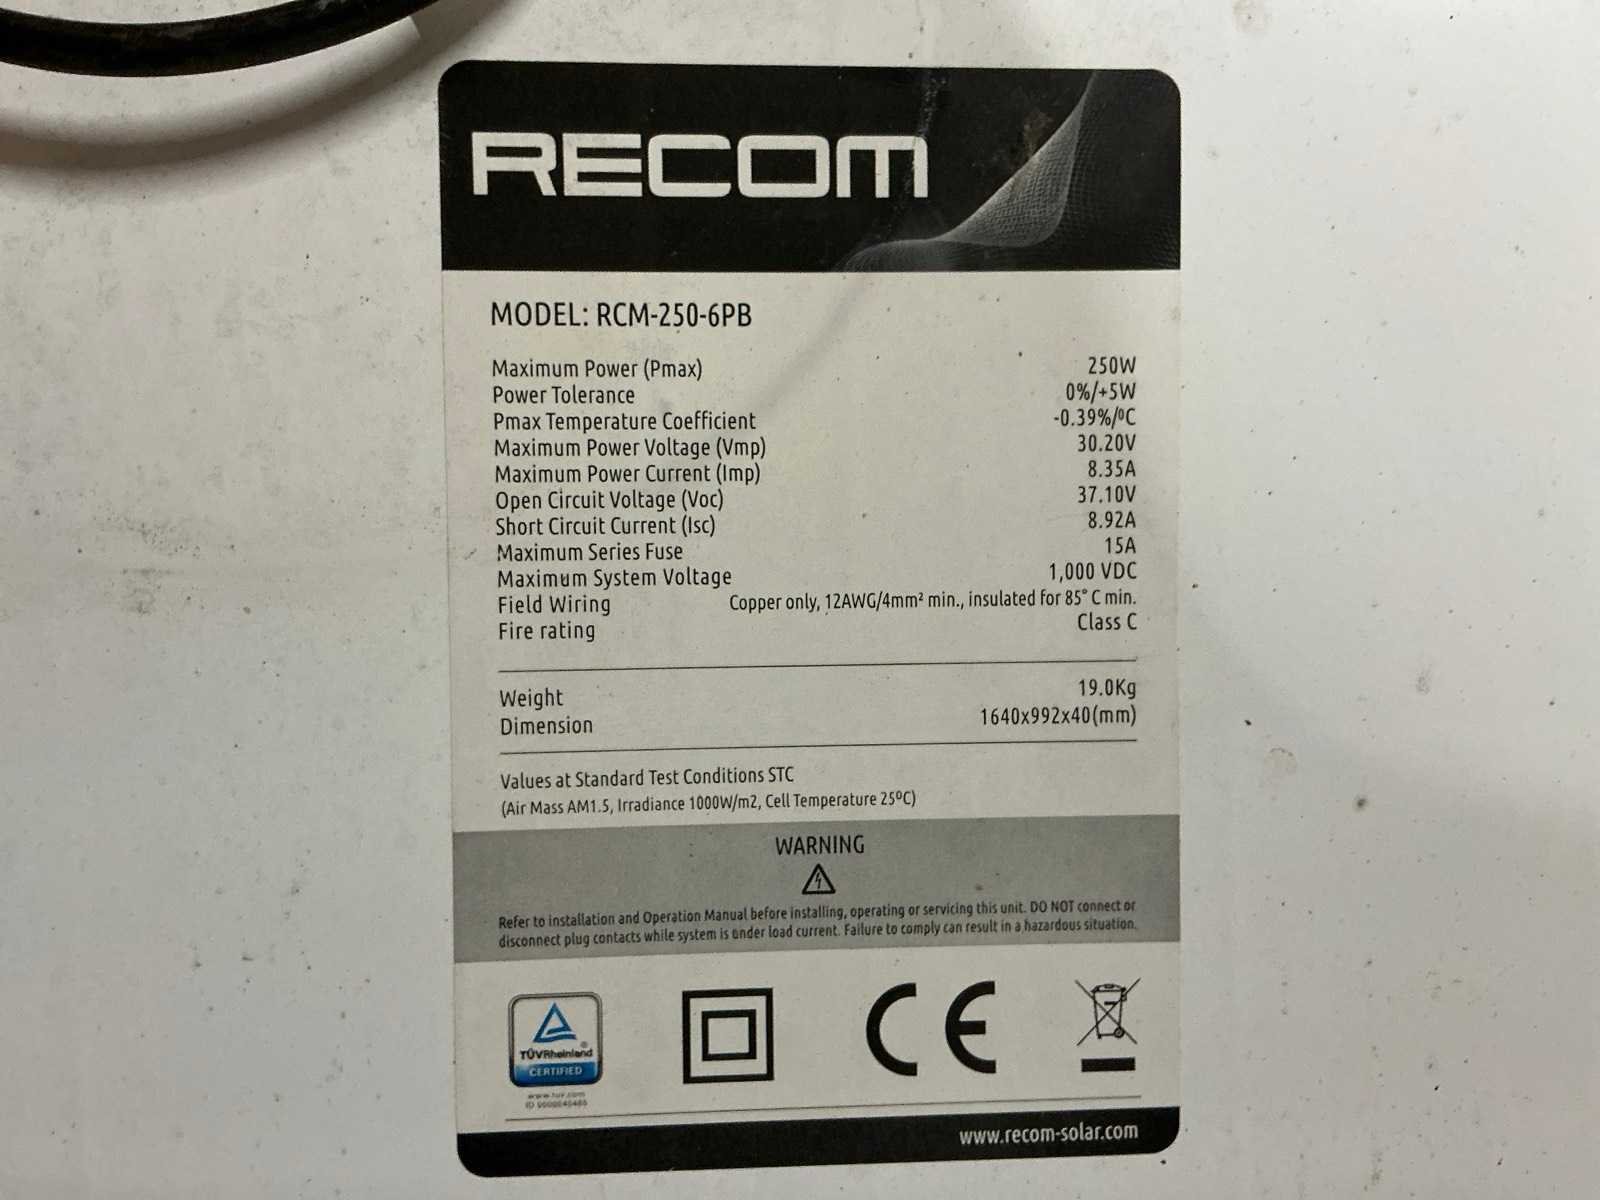 RECOM
MODEL: RCM-250-6PB
Maximum Power (Pmax) 250W
Power Tolerance 0%/+5W
Pmax Temperature Coefficient -0.39%/⁰C
Maximum Power Voltage (Vmp) 30.20V
Maximum Power Current (Imp) 8.35A
Open Circuit Voltage (Voc) 37.10V
Short Circuit Current (Isc) 8.92A
Maximum Series Fuse 15A
Maximum System Voltage 1,000 VDC
Field Wiring Copper only, 12AWG/4mm² min., insulated for 85° C min.
Fire rating Class C
Weight 19.0Kg
Dimension 1640x992x40(mm)
Values at Standard Test Conditions STC
(Air Mass AM1.5, Irradiance 1000W/m2, Cell Temperature 25⁰C)
WARNING
Refer to installation and Operation Manual before installing, operating or servicing this unit. DO NOT connect or
disconnect plug contacts while system is under load current. Failure to comply can result in a hazardous situation.
TÜVRheinland®
CERTIFIED
www.tuv.com
ID
CE
www.recom-solar.com